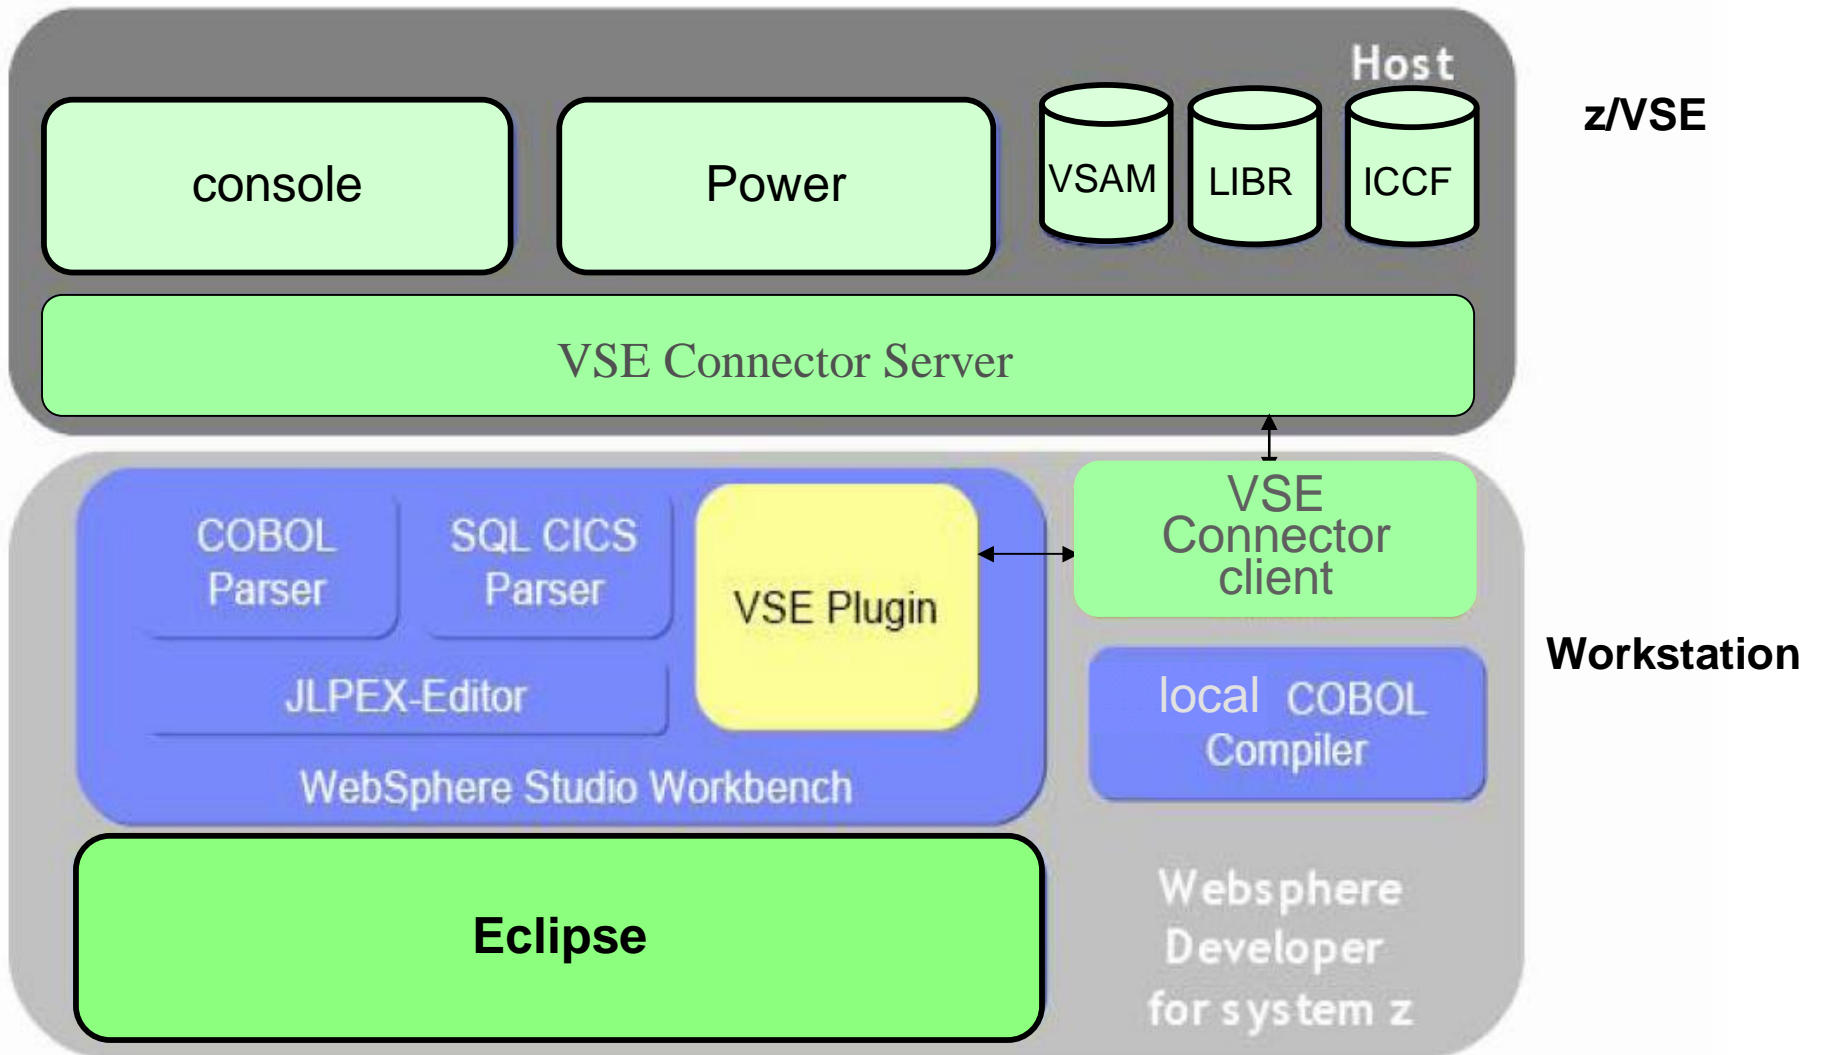 Host
z/VSE
console
Power
VSAM
LIBR
ICCF
VSE Connector Server
COBOL
Parser
SQL CICS
Parser
VSE Plugin
JLPEX-Editor
WebSphere Studio Workbench
VSE
Connector
client
Workstation
local COBOL
Compiler
Eclipse
Websphere
Developer
for system z